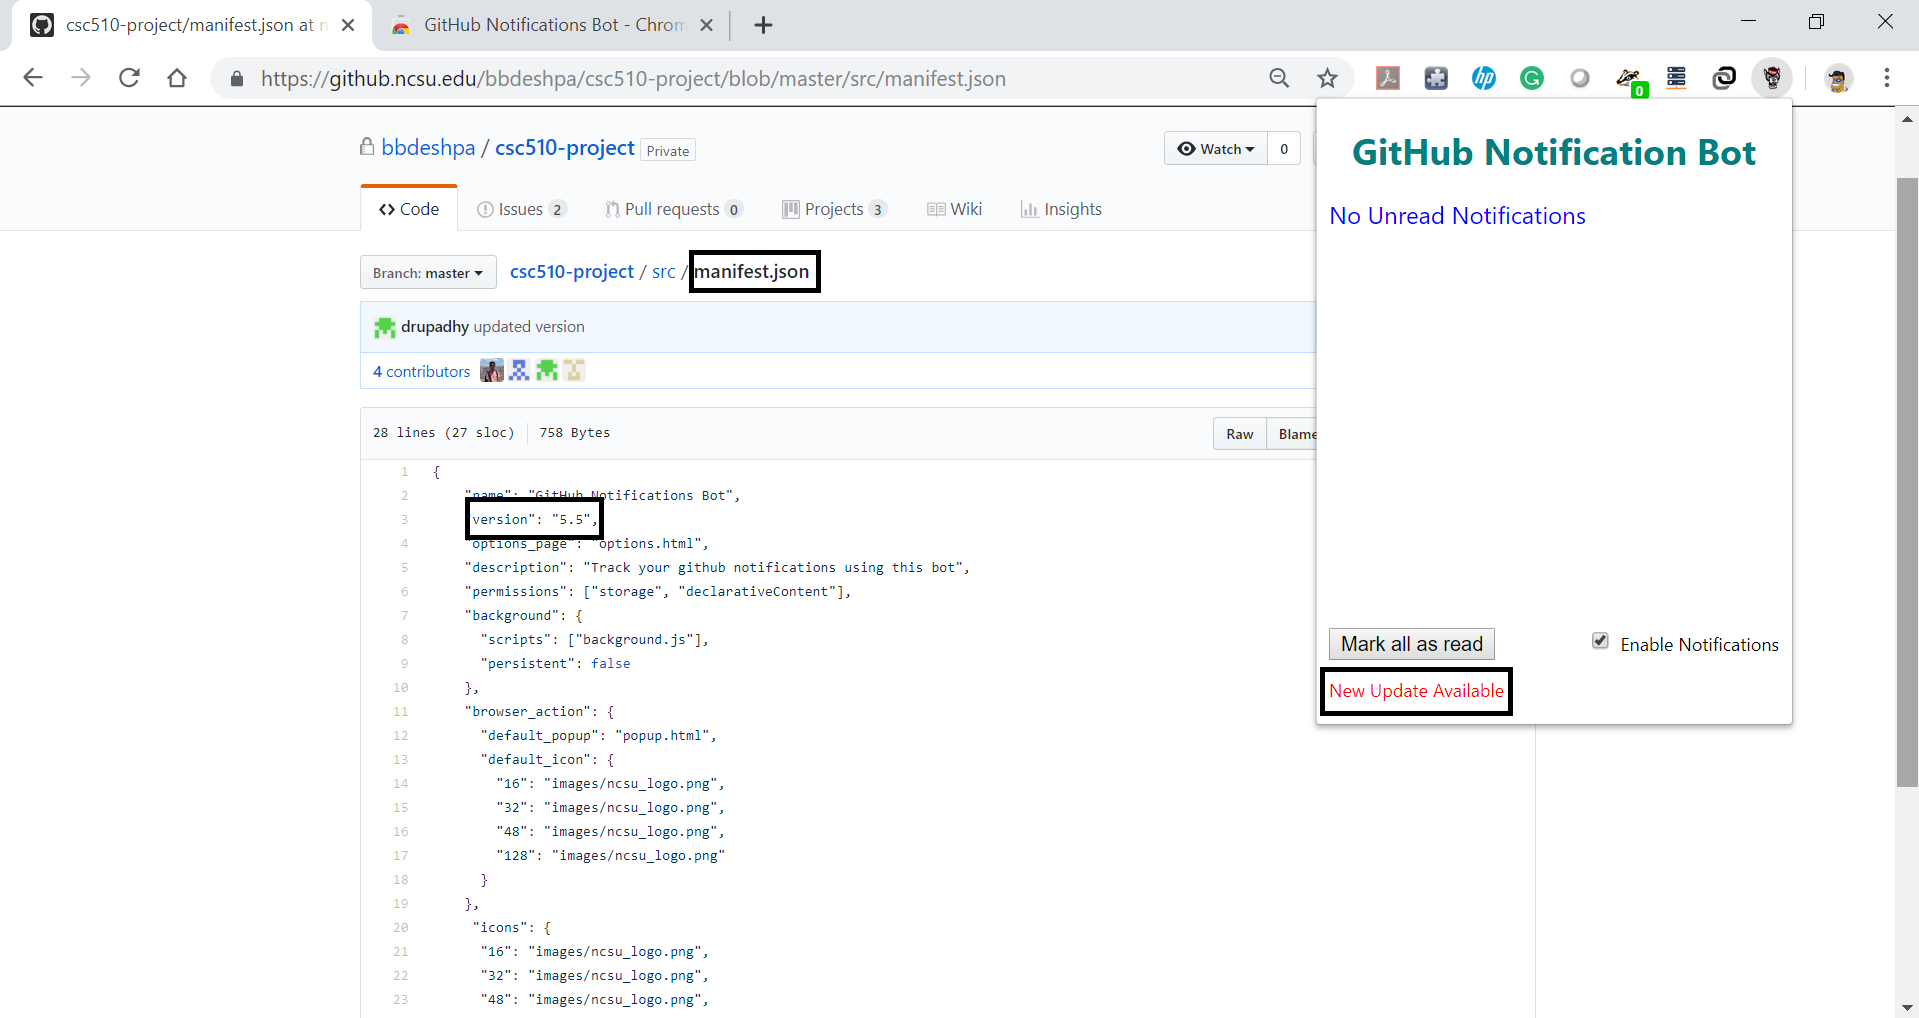 csc510-project/manifest.json at
GitHub Notifications Bot - Chrom
https://github.ncsu.edu/bbdeshpa/csc510-project/blob/master/src/manifest.json
0
bbdeshpa / csc510-project Private
Watch 0
Code Issues 2 Pull requests 0 Projects 3 Wiki Insights
Branch: master csc510-project / src / manifest.json
drupadhy updated version
4 contributors
28 lines (27 sloc) 758 Bytes
Raw Blame
1 {
2 "name": "GitHub Notifications Bot",
3 version": "5.5",
4 "options_page": "options.html",
5 "description": "Track your github notifications using this bot",
6 "permissions": ["storage", "declarativeContent"],
7 "background": {
8 "scripts": ["background.js"],
9 "persistent": false
10 },
11 "browser_action": {
12 "default_popup": "popup.html",
13 "default_icon": {
14 "16": "images/ncsu_logo.png",
15 "32": "images/ncsu_logo.png",
16 "48": "images/ncsu_logo.png",
17 "128": "images/ncsu_logo.png"
18 }
19 },
20 "icons": {
21 "16": "images/ncsu_logo.png",
22 "32": "images/ncsu_logo.png",
23 "48": "images/ncsu_logo.png",
GitHub Notification Bot
No Unread Notifications
Mark all as read
Enable Notifications
New Update Available